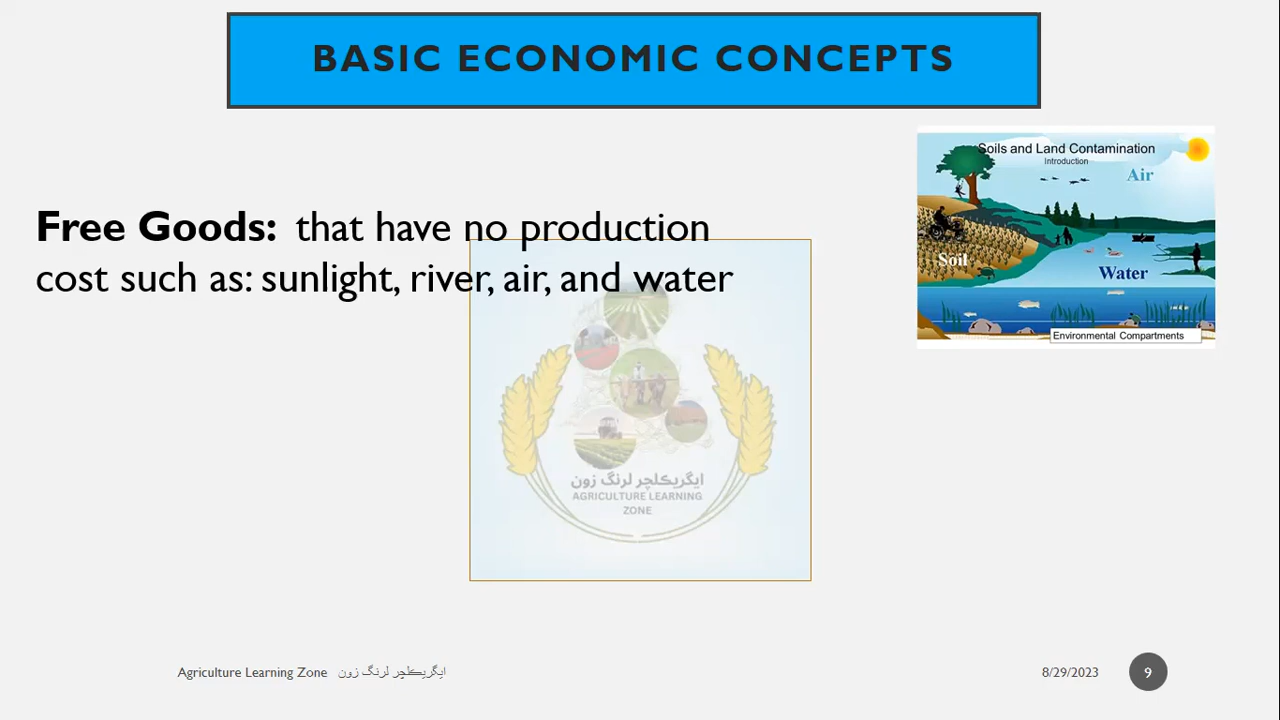 BASIC ECONOMIC CONCEPTS
Free Goods: that have no production
cost such as: sunlight, river, air, and water
Soils and Land Contamination
Introduction
Air
Soil
Water
Environmental Compartments
ایگریکلچر لرنگ زون
AGRICULTURE LEARNING
ZONE
Agriculture Learning Zone ایگریکلچر لرنگ زون
8/29/2023
9